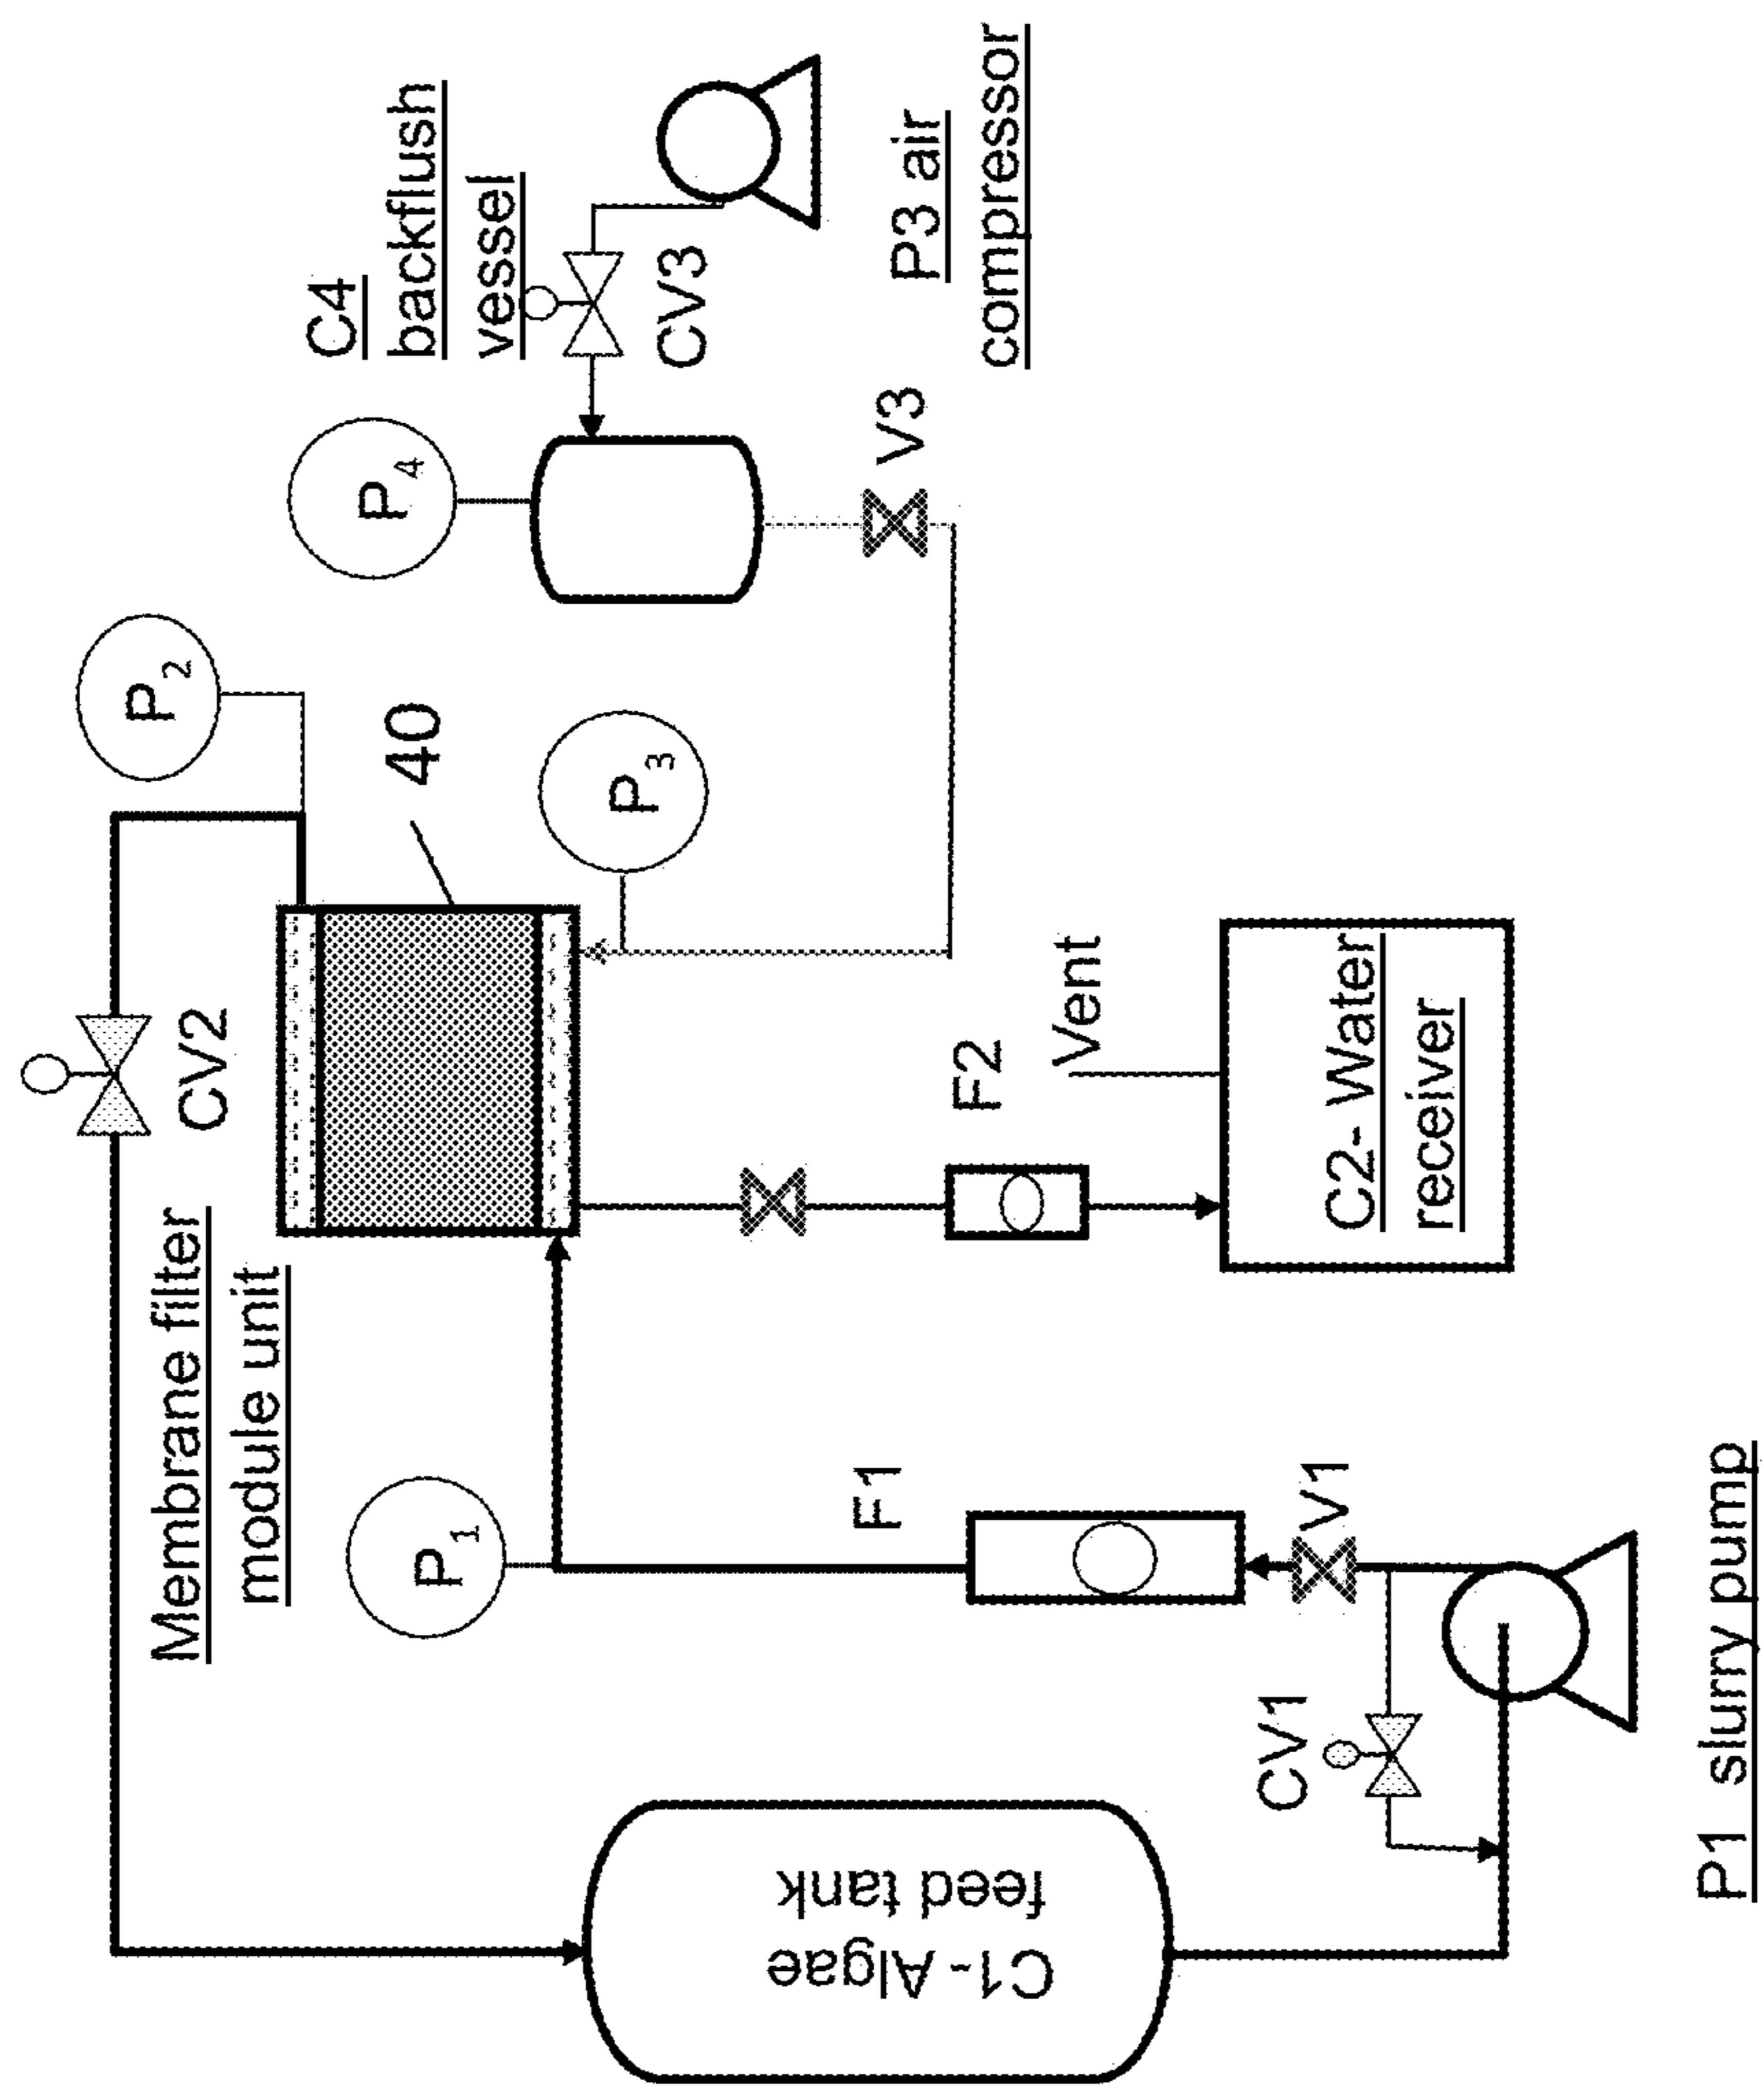 C4
backflush
vessel
CV3
P3 air
compressor
P4
V3
P2
40
P3
CV2
Membrane filter
module unit
F2
Vent
C2- Water
receiver
P1
F1
V1
CV1
P1 slurry pump
C1- Algae
feed tank